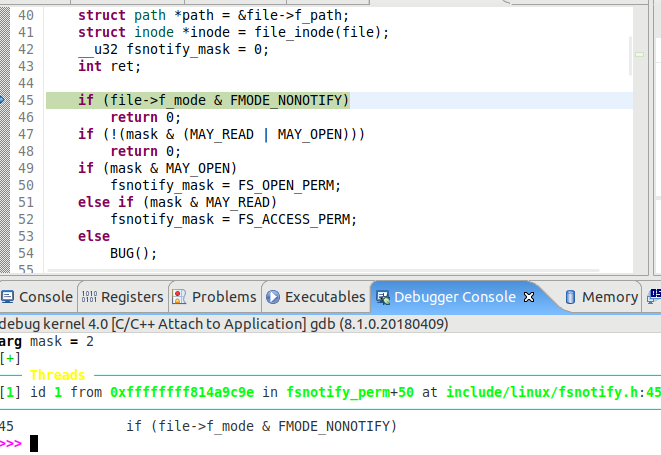 40 struct path *path = &file->f_path;
41 struct inode *inode = file_inode(file);
42 __u32 fsnotify_mask = 0;
43 int ret;
44
45 if (file->f_mode & FMODE_NONOTIFY)
46 return 0;
47 if (!(mask & (MAY_READ | MAY_OPEN)))
48 return 0;
49 if (mask & MAY_OPEN)
50 fsnotify_mask = FS_OPEN_PERM;
51 else if (mask & MAY_READ)
52 fsnotify_mask = FS_ACCESS_PERM;
53 else
54 BUG();
55
Console 1010 0101 Registers Problems Executables Debugger Console Memory
debug kernel 4.0 [C/C++ Attach to Application] gdb (8.1.0.20180409)
arg mask = 2
[+]
Threads
[1] id 1 from 0xffffffff814a9c9e in fsnotify_perm+50 at include/linux/fsnotify.h:45
45 if (file->f_mode & FMODE_NONOTIFY)
>>>